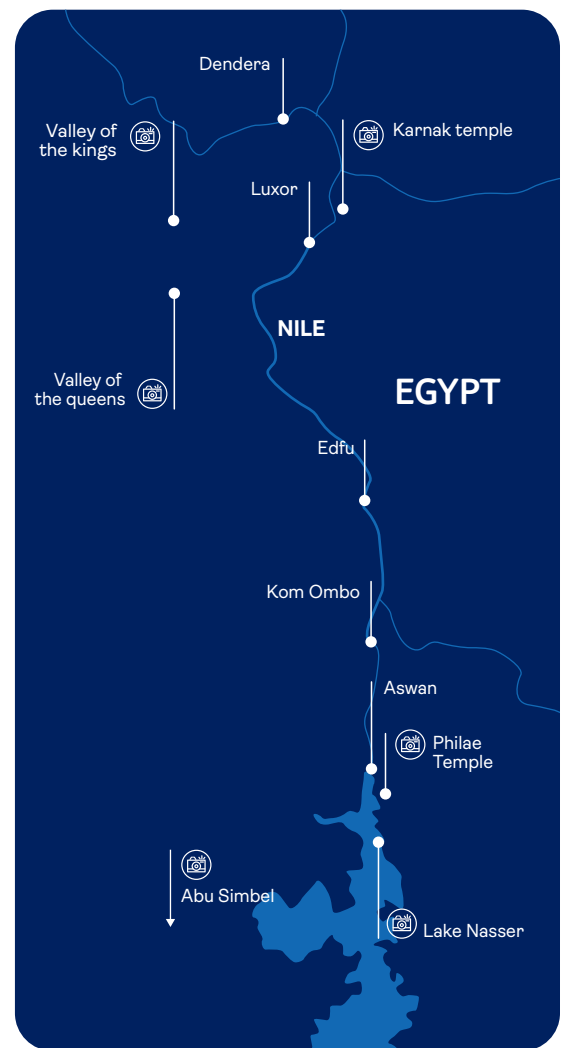 Dendera
Valley of
the kings
Karnak temple
Luxor
NILE
Valley of
the queens
EGYPT
Edfu
Kom Ombo
Aswan
Philae
Temple
Abu Simbel
Lake Nasser